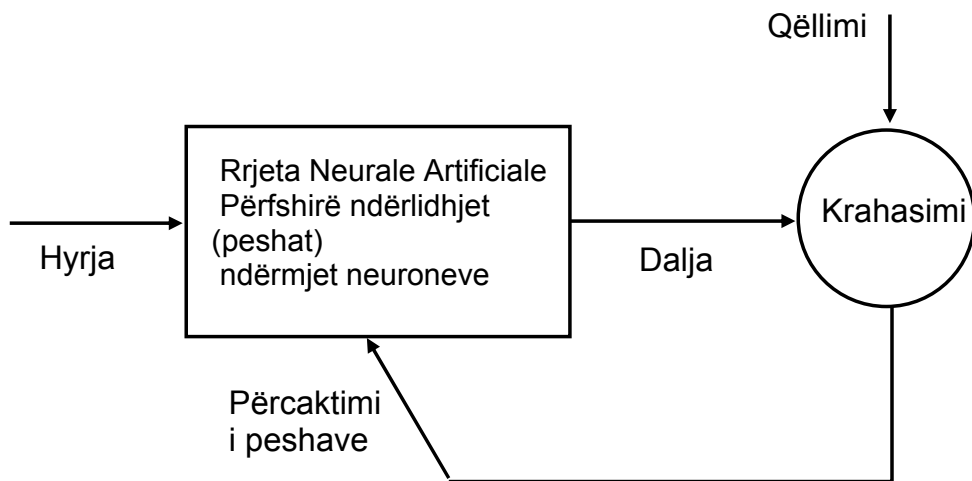 Qëllimi
Rrjeta Neurale Artificiale
Përfshirë ndërlidhjet
(peshat)
ndërmjet neuroneve
Krahasimi
Hyrja
Dalja
Përcaktimi
i peshave